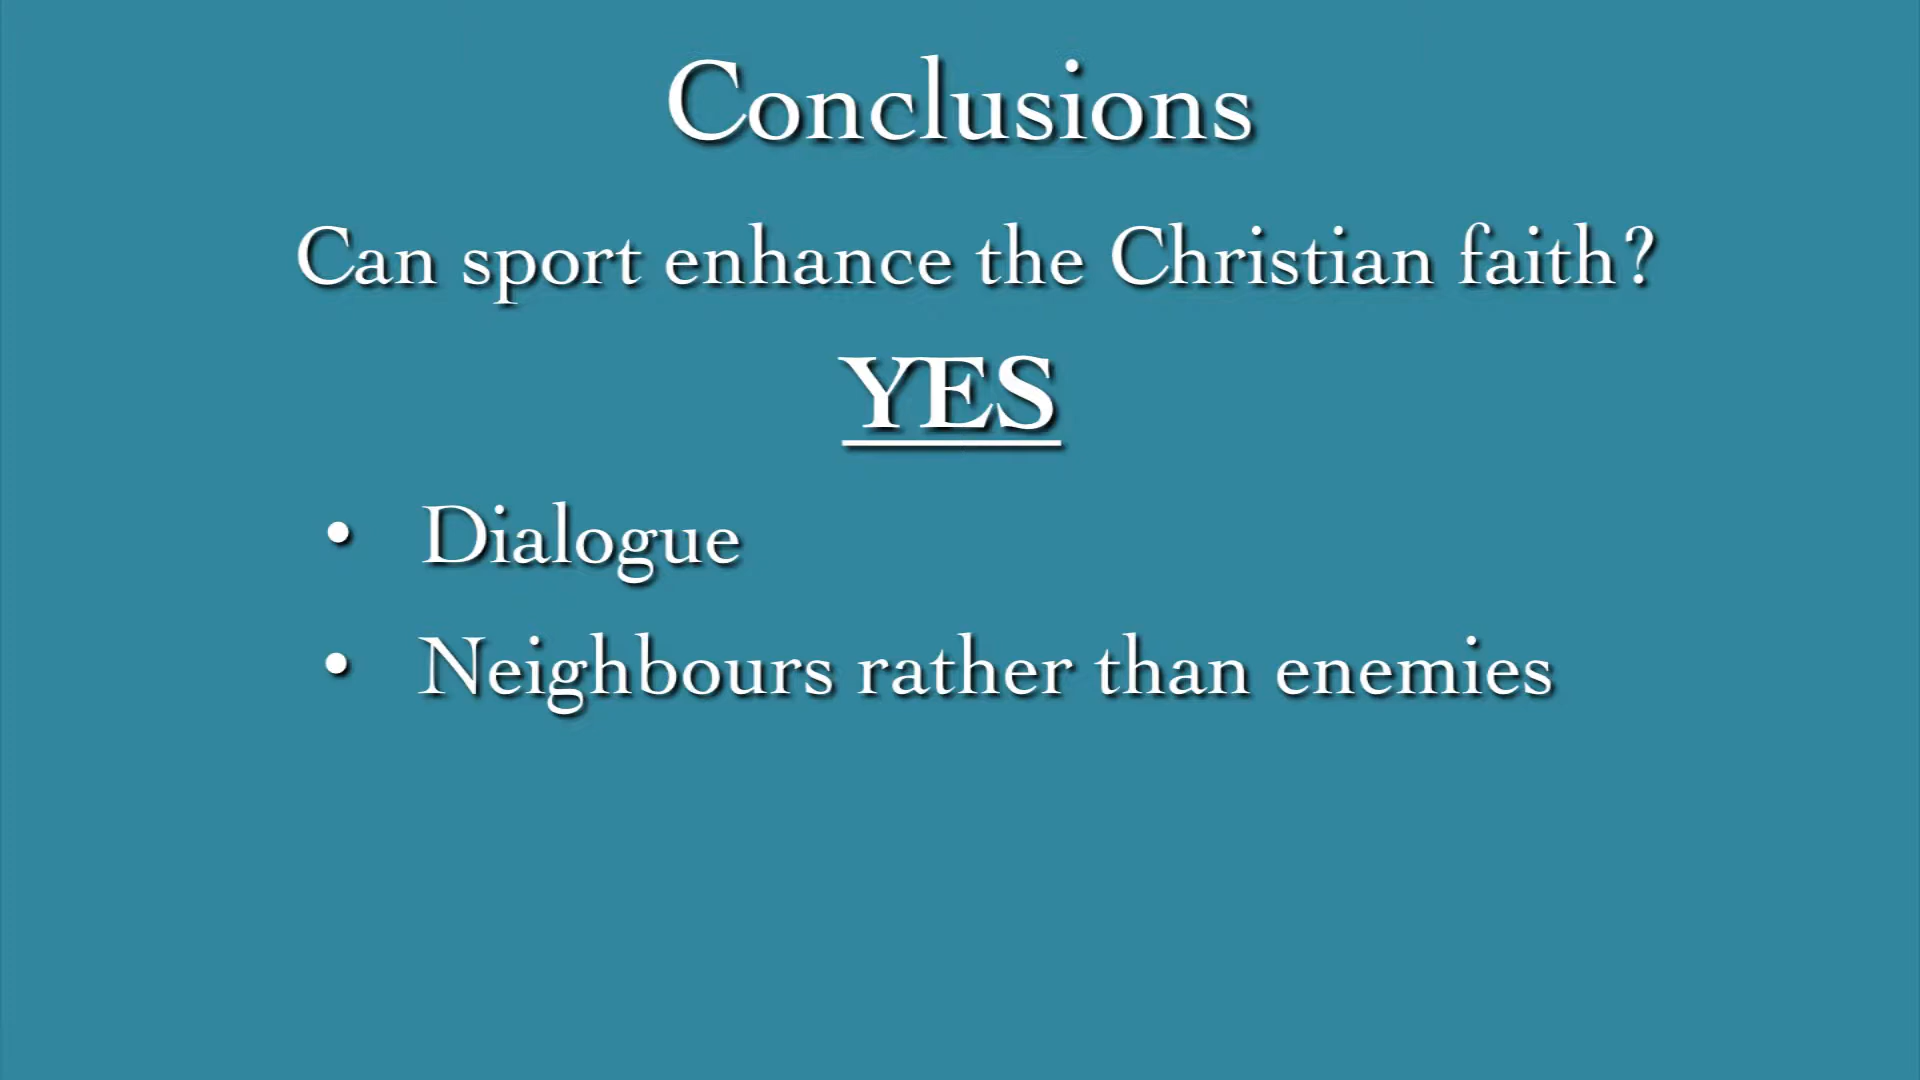 Conclusions
Can sport enhance the Christian faith?
YES
• Dialogue
• Neighbours rather than enemies